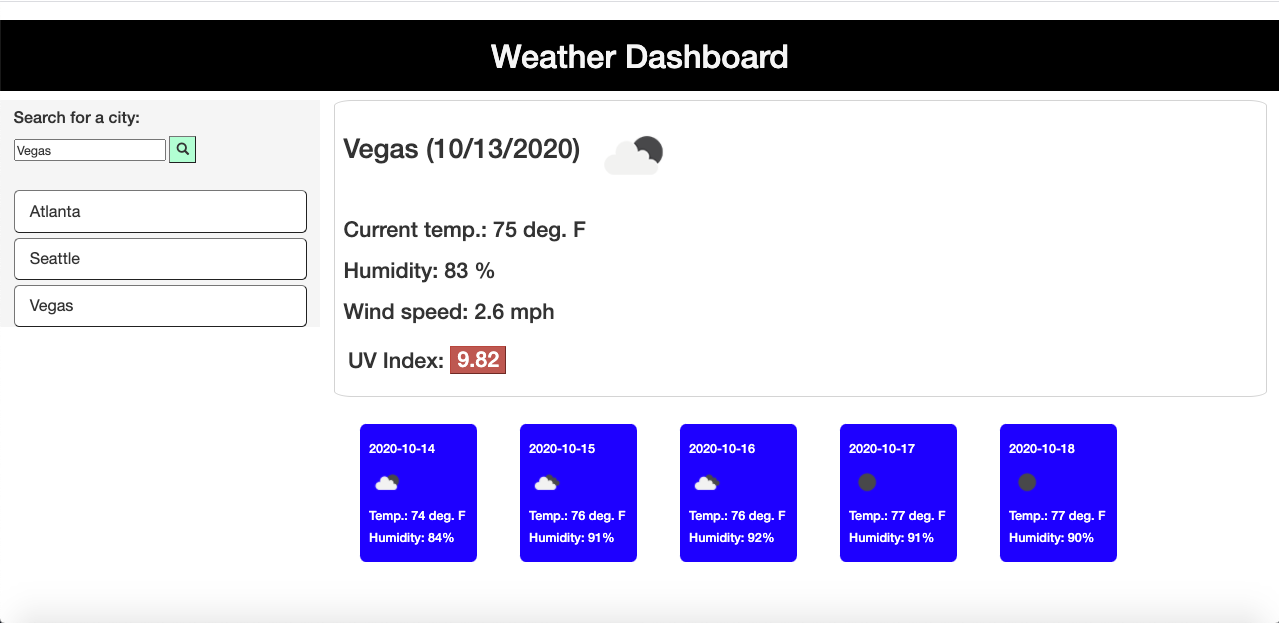 Weather Dashboard
Search for a city:
Vegas
Atlanta
Seattle
Vegas
Vegas (10/13/2020)
Current temp.: 75 deg. F
Humidity: 83 %
Wind speed: 2.6 mph
UV Index: 9.82
2020-10-14
Temp.: 74 deg. F
Humidity: 84%
2020-10-15
Temp.: 76 deg. F
Humidity: 91%
2020-10-16
Temp.: 76 deg. F
Humidity: 92%
2020-10-17
Temp.: 77 deg. F
Humidity: 91%
2020-10-18
Temp.: 77 deg. F
Humidity: 90%